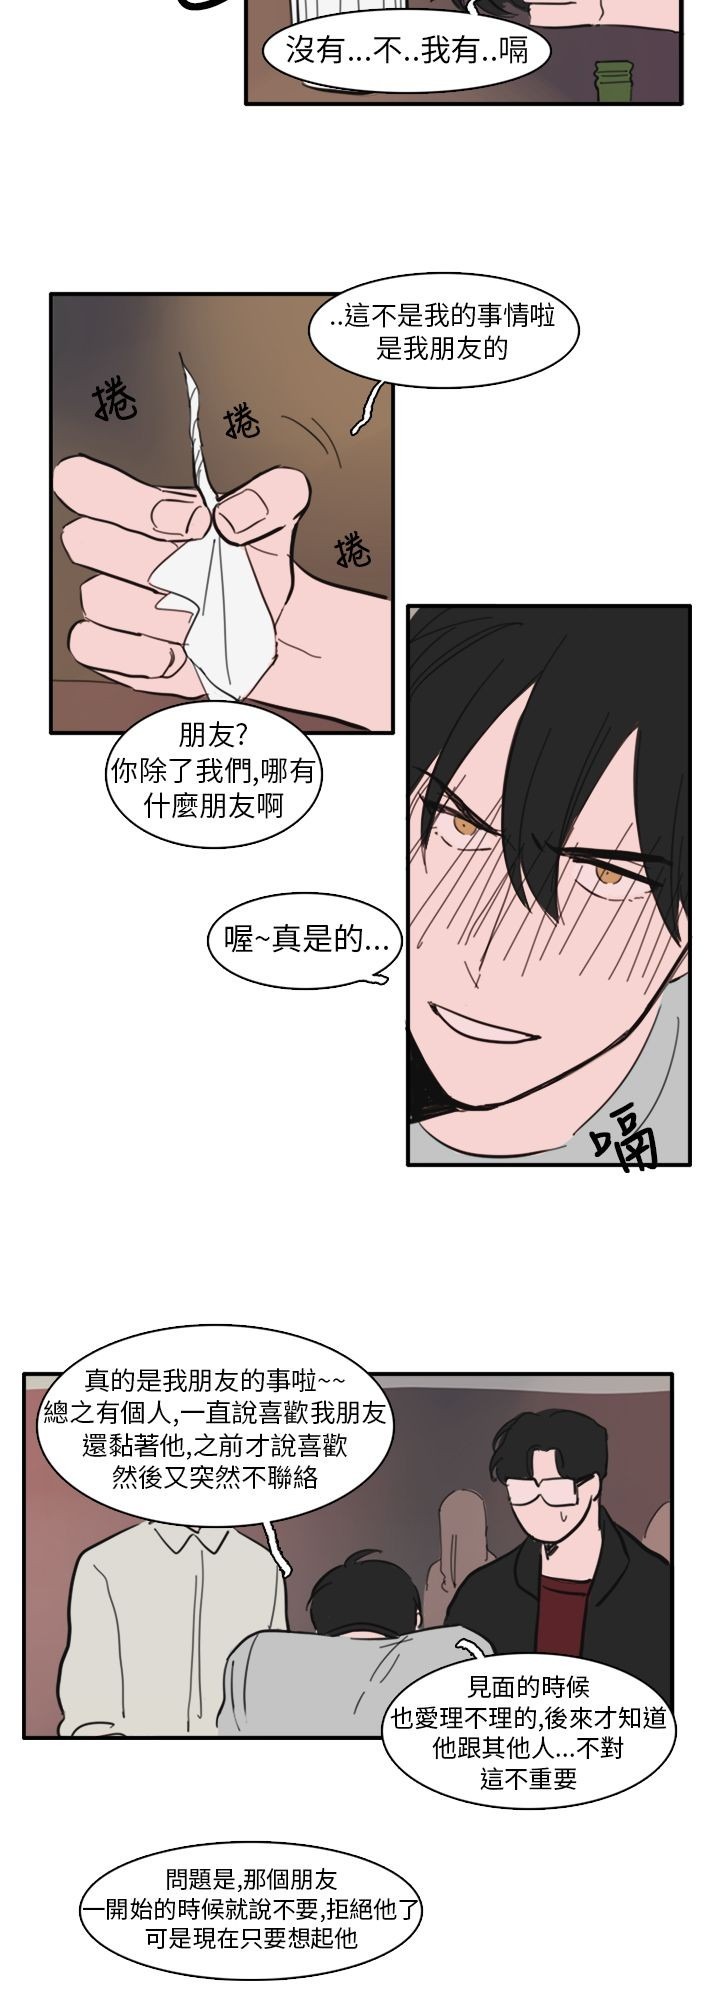 沒有...不..我有..嗝
..這不是我的事情啦
是我朋友的
捲
捲
捲
朋友?
你除了我們,哪有
什麼朋友啊
喔~真是的...
嗝
真的是我朋友的事啦~~
總之有個人,一直說喜歡我朋友
還黏著他,之前才說喜歡
然後又突然不聯絡
見面的時候
也愛理不理的,後來才知道
他跟其他人...不對
這不重要
問題是,那個朋友
一開始的時候就說不要,拒絕他了
可是現在只要想起他